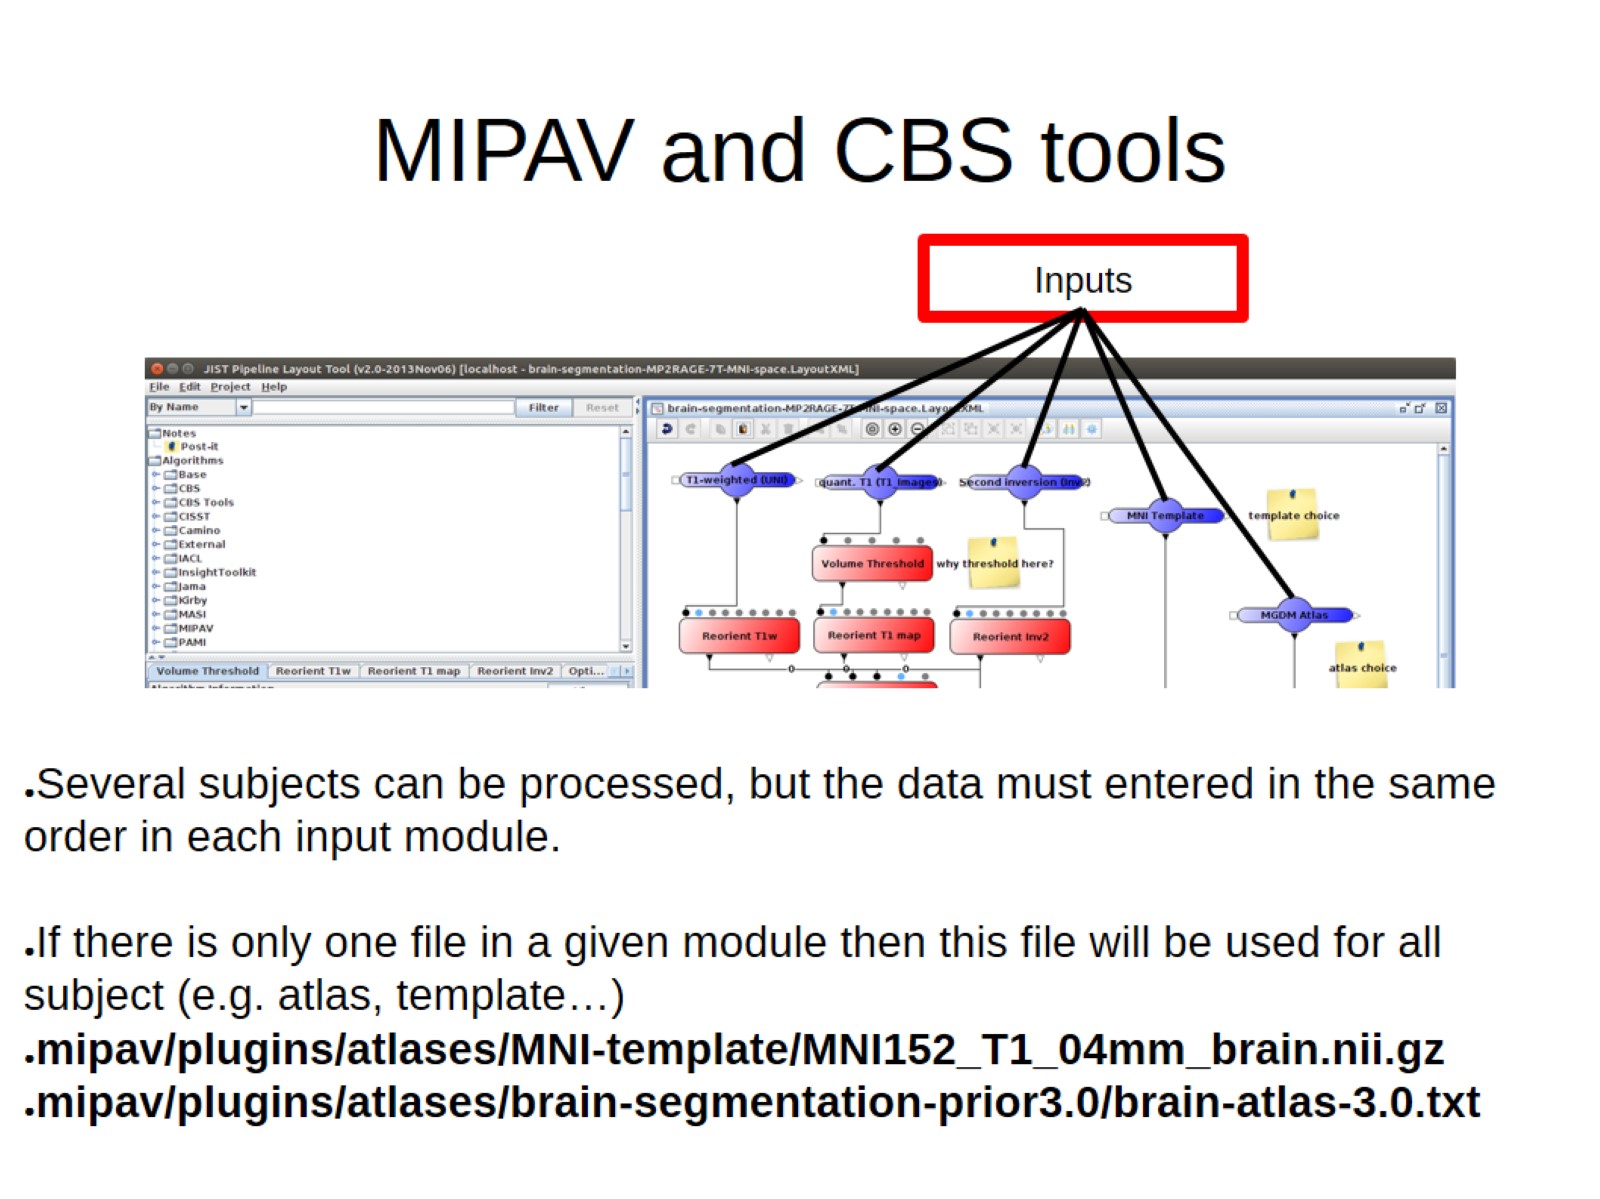 MIPAV and CBS tools
Inputs
JIST Pipeline Layout Tool (v2.0-2013Nov06) [localhost - brain-segmentation-MP2RAGE-7T-MNI-space.LayoutXML]
File Edit Project Help
By Name Filter Reset
Notes
Post-it
Algorithms
Base
CBS
CBS Tools
CISST
Camino
External
IACL
InsightToolkit
Jama
Kirby
MASI
MIPAV
PAMI
Volume Threshold Reorient T1w Reorient T1 map Reorient Inv2 Opti...
Algorithm Information
brain-segmentation-MP2RAGE-7T-MNI-space.LayoutXML
T1-weighted (UNI) quant. T1 (T1_Images) Second inversion (Inv2)
MNI Template template choice
Volume Threshold why threshold here?
MGDM Atlas
Reorient T1w Reorient T1 map Reorient Inv2
atlas choice
●Several subjects can be processed, but the data must entered in the same
order in each input module.
●If there is only one file in a given module then this file will be used for all
subject (e.g. atlas, template…)
●mipav/plugins/atlases/MNI-template/MNI152_T1_04mm_brain.nii.gz
●mipav/plugins/atlases/brain-segmentation-prior3.0/brain-atlas-3.0.txt